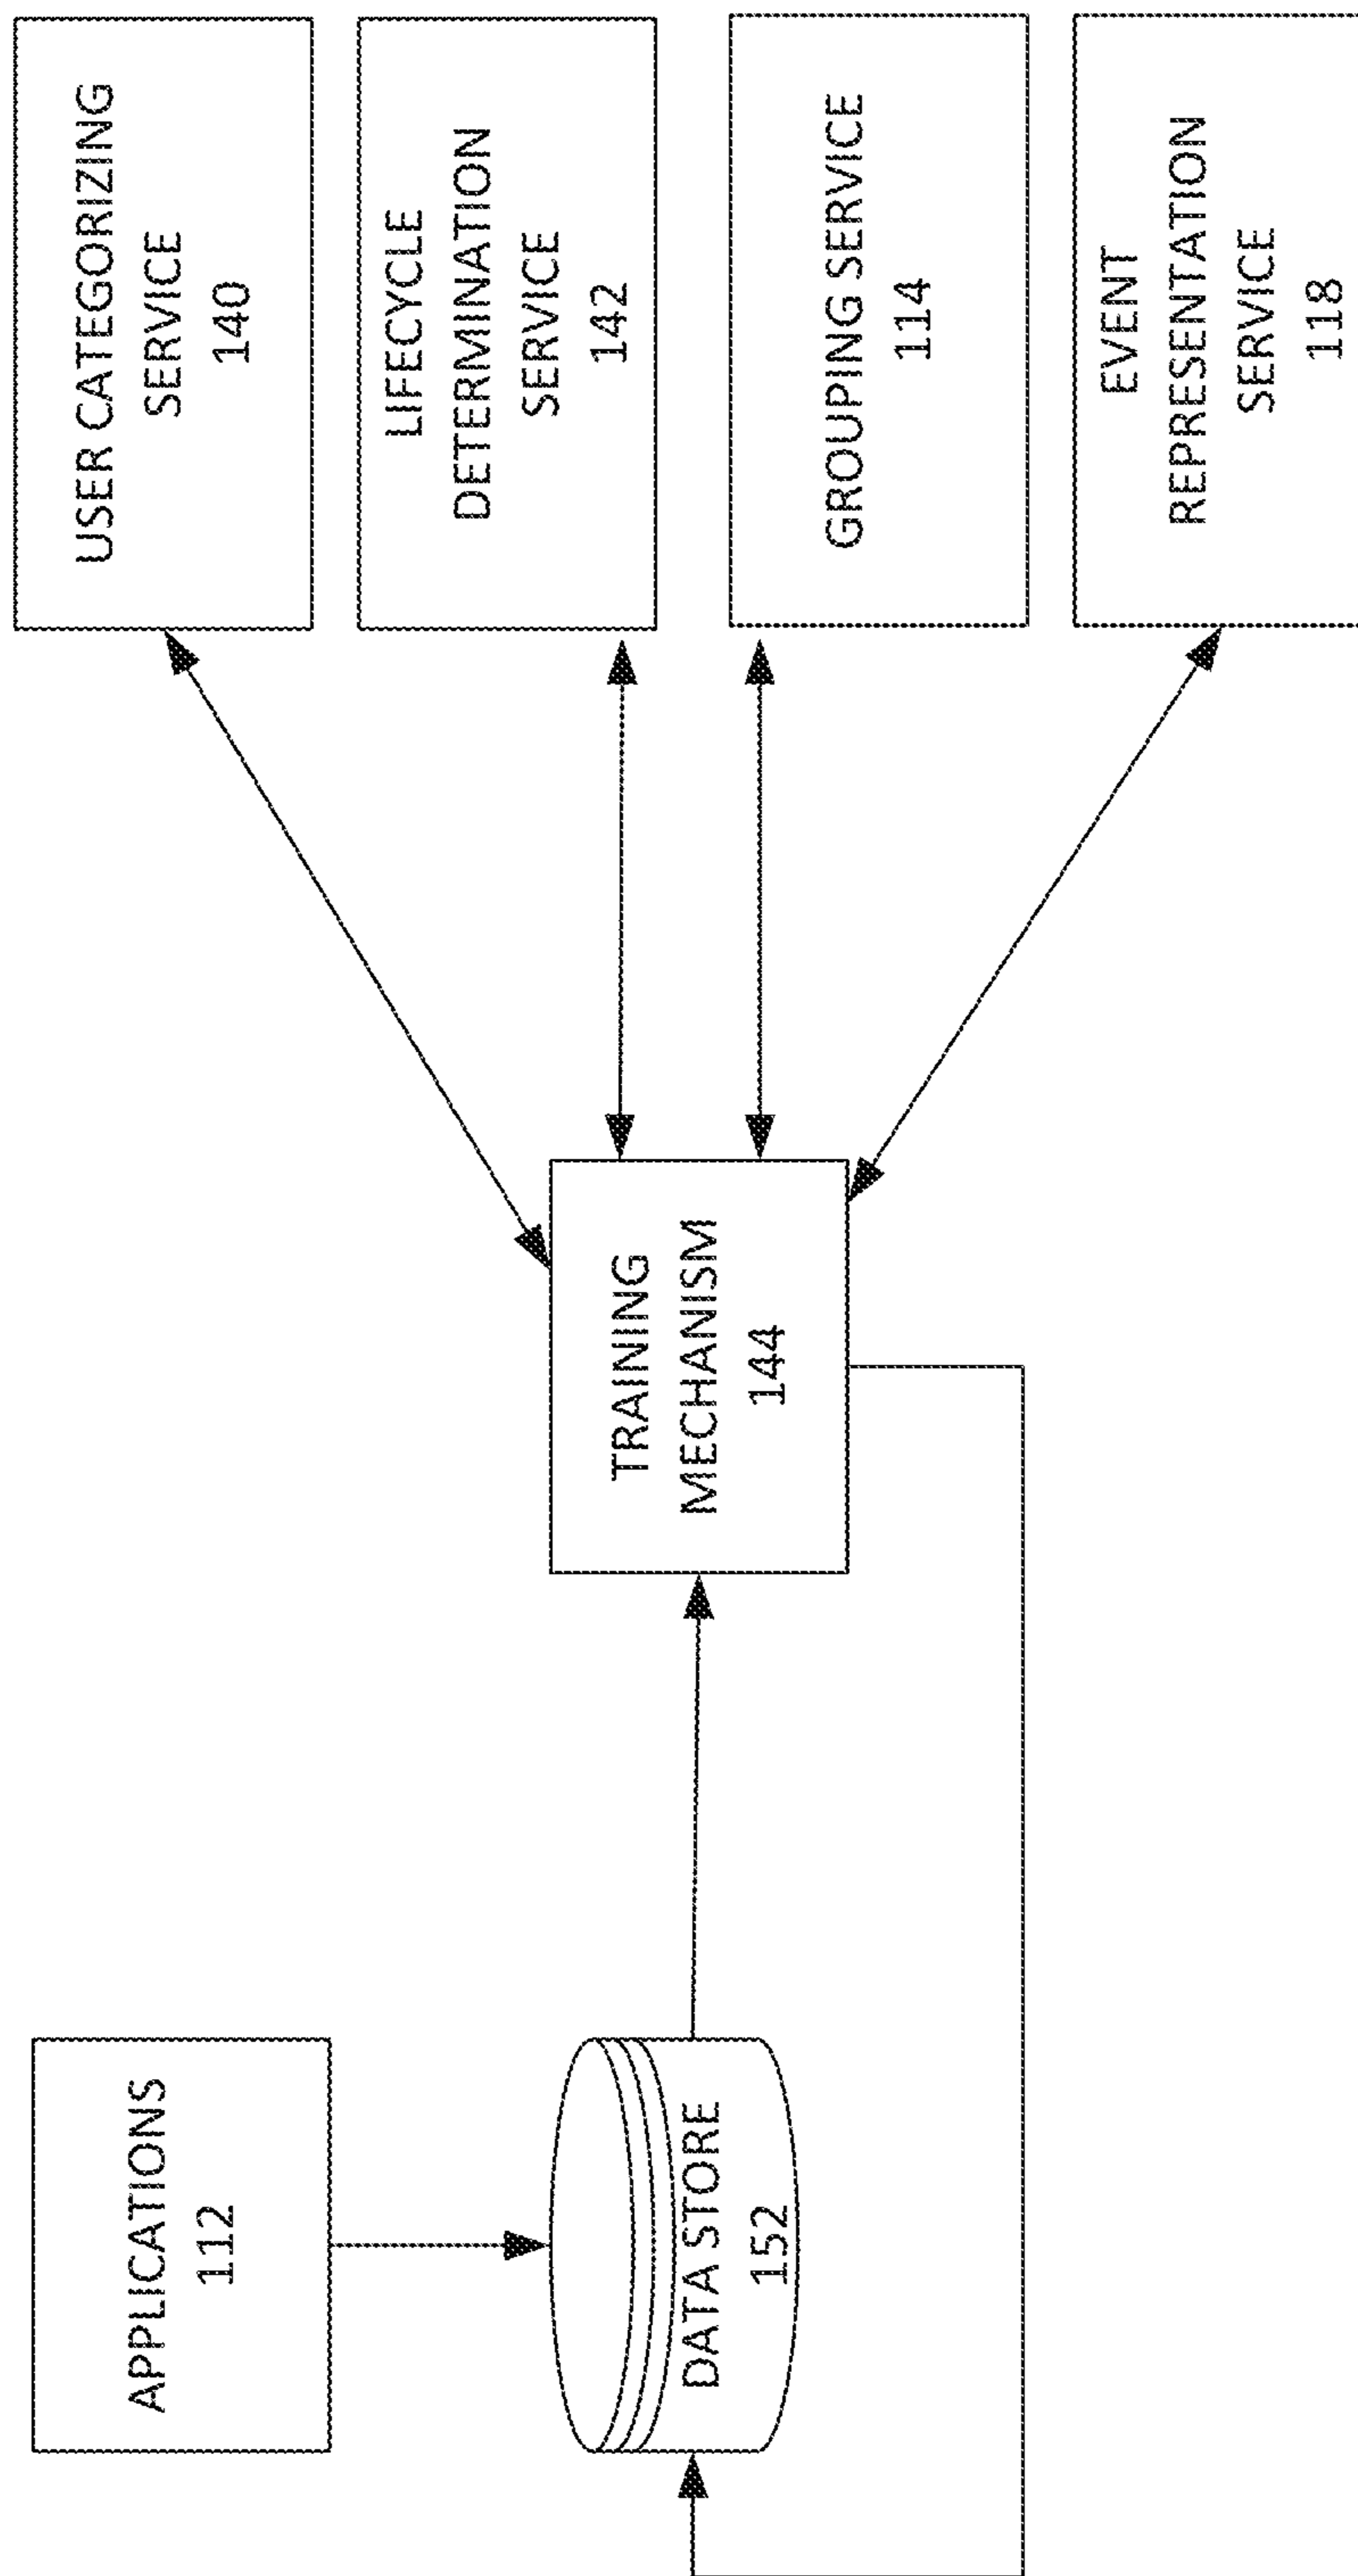 APPLICATIONS
112
DATA STORE
152
TRAINING
MECHANISM
144
USER CATEGORIZING
SERVICE
140
LIFECYCLE
DETERMINATION
SERVICE
142
GROUPING SERVICE
114
EVENT
REPRESENTATION
SERVICE
118